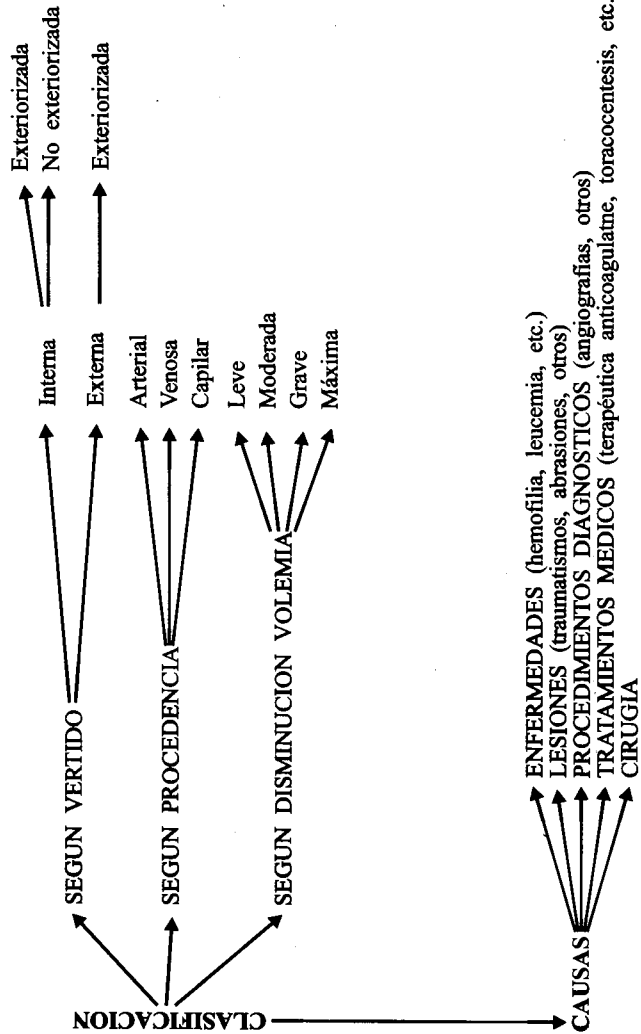 CLASIFICACION
SEGUN VERTIDO
Interna
Exteriorizada
No exteriorizada
Externa
Exteriorizada
SEGUN PROCEDENCIA
Arterial
Venosa
Capilar
SEGUN DISMINUCION VOLEMIA
Leve
Moderada
Grave
Máxima
CAUSAS
ENFERMEDADES (hemofilia, leucemia, etc.)
LESIONES (traumatismos, abrasiones, otros)
PROCEDIMIENTOS DIAGNOSTICOS (angiografias, otros)
TRATAMIENTOS MEDICOS (terapéutica anticoagulatne, toracocentesis, etc.
CIRUGIA